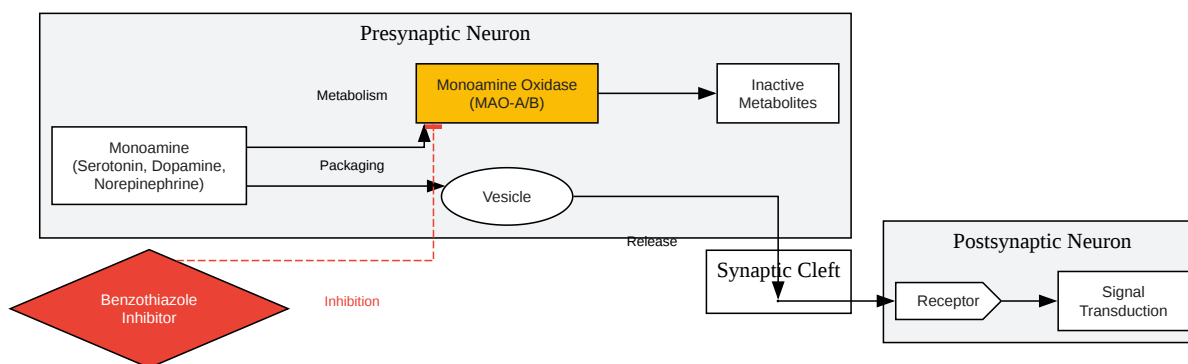 Presynaptic Neuron
Metabolism
Monoamine Oxidase
(MAO-A/B)
Inactive
Metabolites
Monoamine
(Serotonin, Dopamine,
Norepinephrine)
Packaging
Vesicle
Release
Synaptic Cleft
Postsynaptic Neuron
Receptor
Signal
Transduction
Benzothiazole
Inhibitor
Inhibition